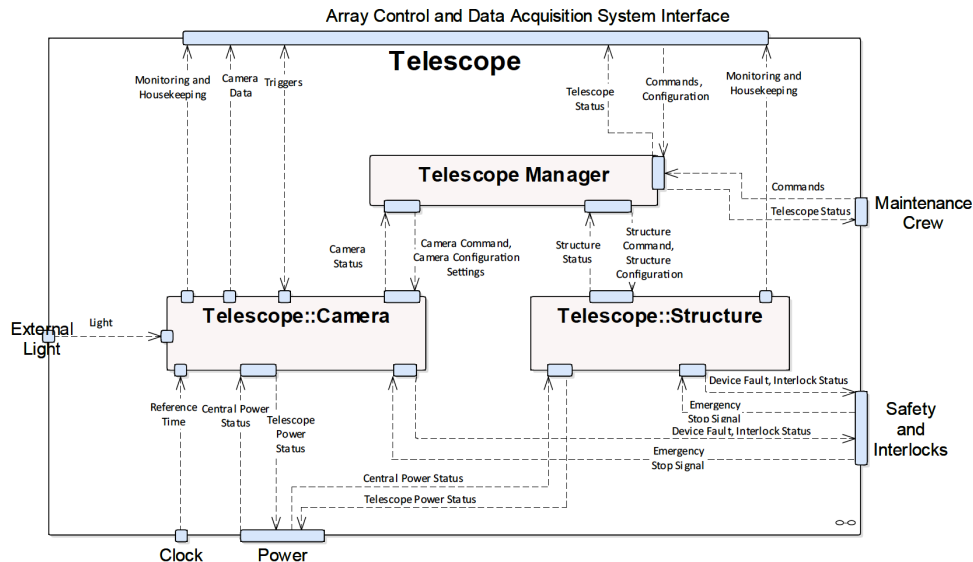 Array Control and Data Acquisition System Interface
Telescope
Monitoring and
Housekeeping
Camera
Data
Triggers
Telescope
Status
Commands,
Configuration
Monitoring and
Housekeeping
Telescope Manager
Commands
Telescope Status
Maintenance
Crew
Camera
Status
Camera Command,
Camera Configuration
Settings
Structure
Status
Structure
Command,
Structure
Configuration
External
Light
Light
Telescope::Camera
Telescope::Structure
Reference
Time
Central Power
Status
Telescope
Power
Status
Device Fault, Interlock Status
Emergency
Stop Signal
Device Fault, Interlock Status
Emergency
Stop Signal
Safety
and
Interlocks
Central Power Status
Telescope Power Status
Clock
Power